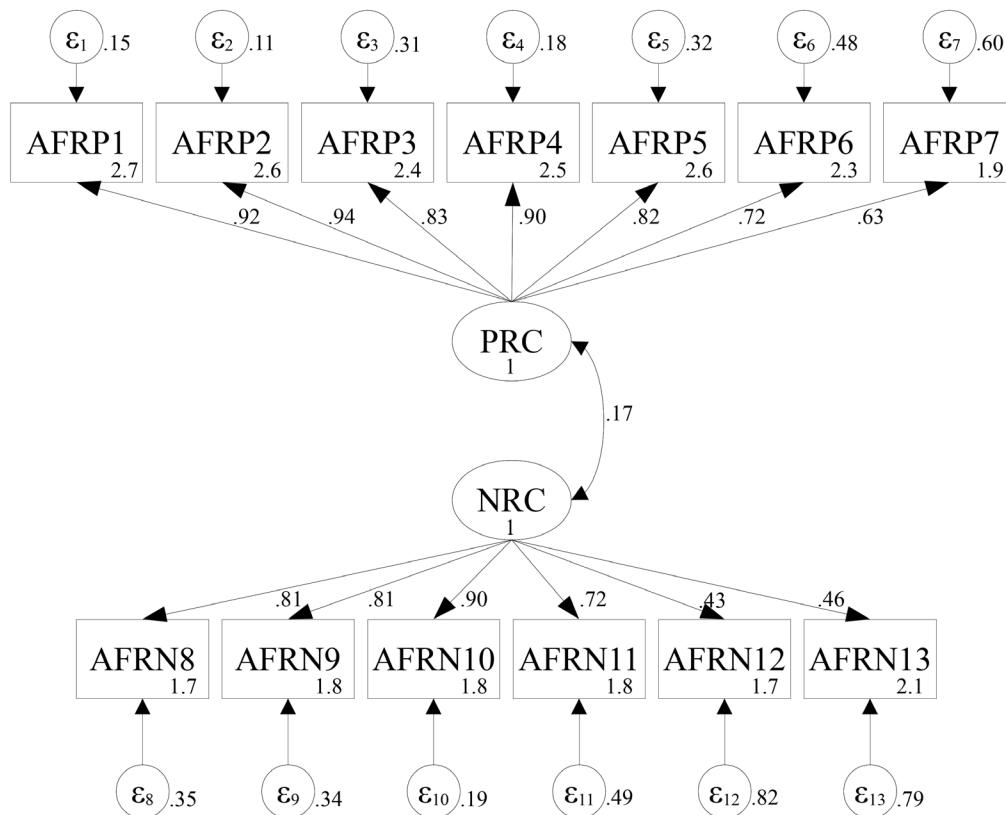 ε₁ .15 ε₂ .11 ε₃ .31 ε₄ .18 ε₅ .32 ε₆ .48 ε₇ .60
AFRP1 AFRP2 AFRP3 AFRP4 AFRP5 AFRP6 AFRP7
2.7 2.6 2.4 2.5 2.6 2.3 1.9
.92 .94 .83 .90 .82 .72 .63
PRC
1
.17
NRC
1
.81 .81 .90 .72 .43 .46
AFRN8 AFRN9 AFRN10 AFRN11 AFRN12 AFRN13
1.7 1.8 1.8 1.8 1.7 2.1
ε₈ .35 ε₉ .34 ε₁₀ .19 ε₁₁ .49 ε₁₂ .82 ε₁₃ .79